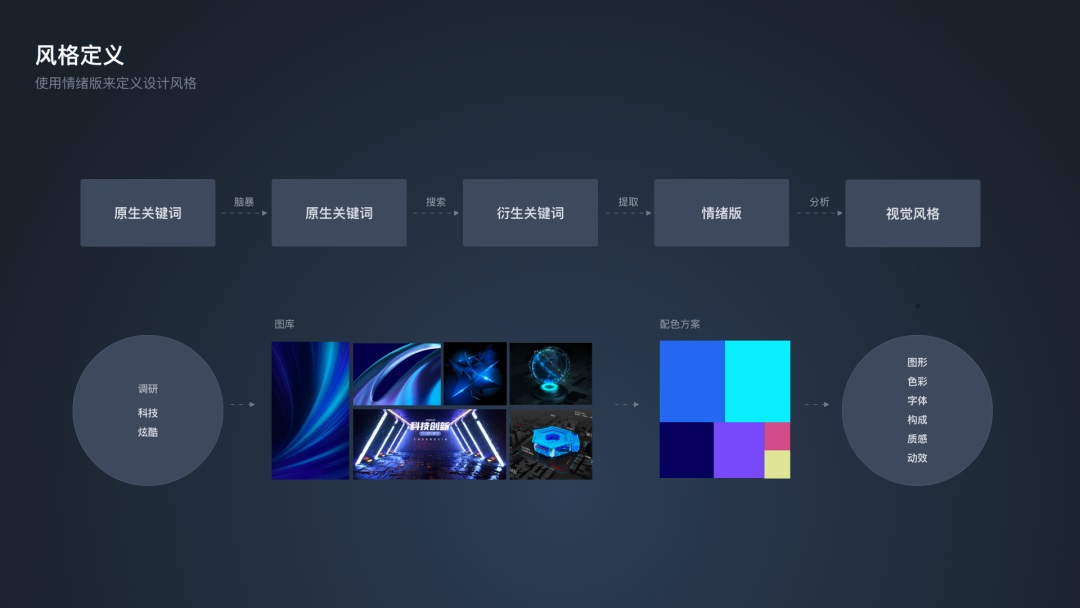 风格定义
使用情绪版来定义设计风格
原生关键词
脑暴
原生关键词
搜索
衍生关键词
提取
情绪版
分析
视觉风格
调研
科技
炫酷
图库
科技创新
配色方案
图形
色彩
字体
构成
质感
动效